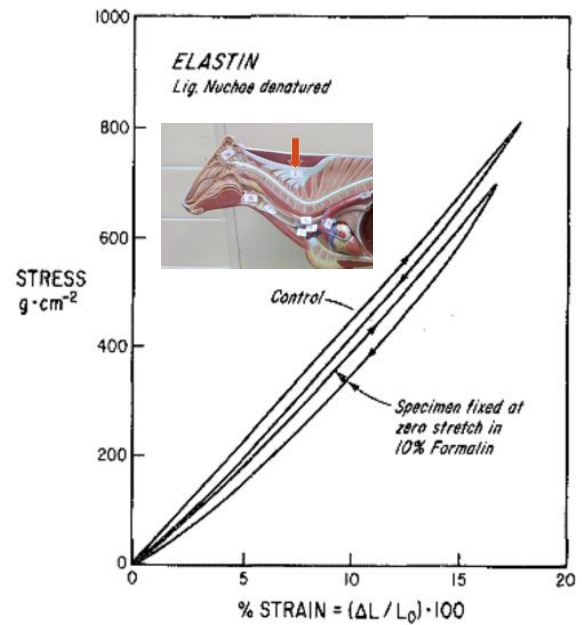 1000
ELASTIN
Lig. Nuchae denatured
800
600
STRESS
g·cm⁻²
Control
400
Specimen fixed at
zero stretch in
10% Formalin
200
0
0 5 10 15 20
% STRAIN = (ΔL/L₀)·100